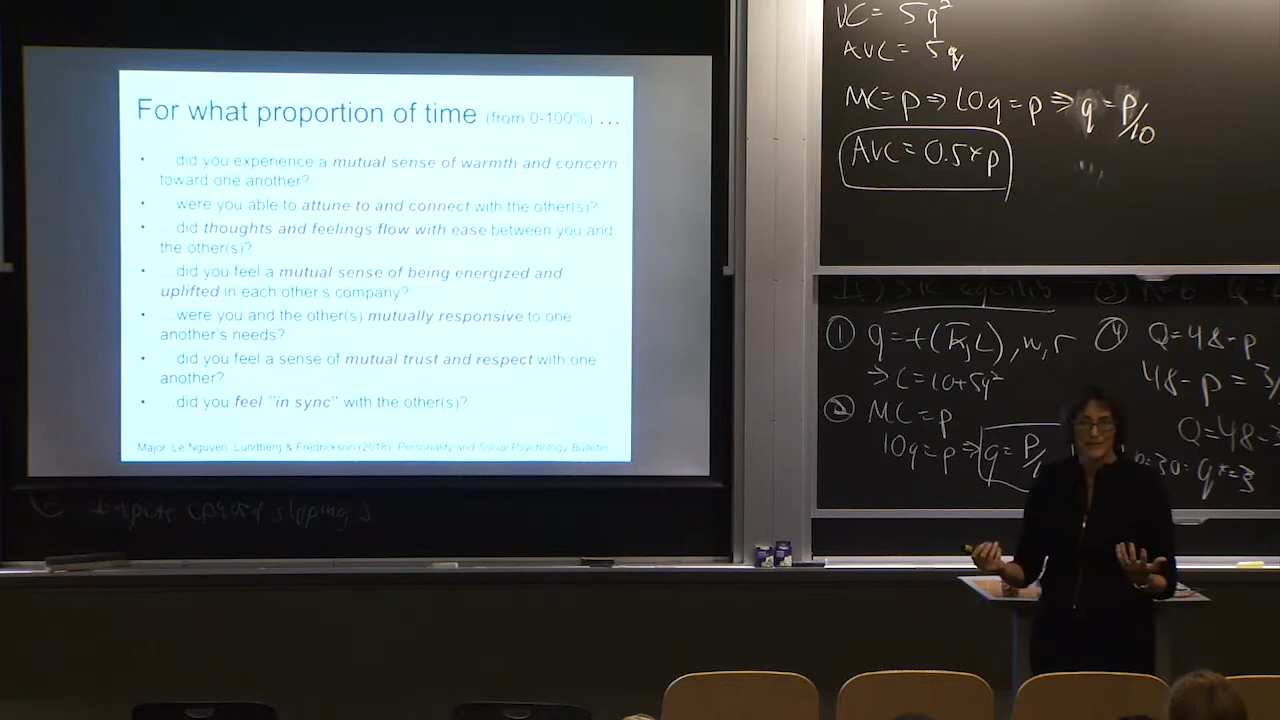 For what proportion of time (from 0-100%) …
• …did you experience a mutual sense of warmth and concern
toward one another?
• …were you able to attune to and connect with the other(s)?
• …did thoughts and feelings flow with ease between you and
the other(s)?
• …did you feel a mutual sense of being energized and
uplifted in each other's company?
• …were you and the other(s) mutually responsive to one
another's needs?
• …did you feel a sense of mutual trust and respect with one
another?
• …did you feel "in sync" with the other(s)?
Major, Le Nguyen, Lundberg & Fredrickson (2018) Personality and Social Psychology Bulletin
VC = 5q²
AVC = 5q
MC = p ⇒ 10q = p ⇒ q = P/10
AVC = 0.5*p
① q = f(K, L), w, r
⇒ C = 10 + 5q²
② MC = p
10q = p ⇒ q = P/
④ Q = 48 - p
48 - p = 3
Q = 48 -
q* = 3